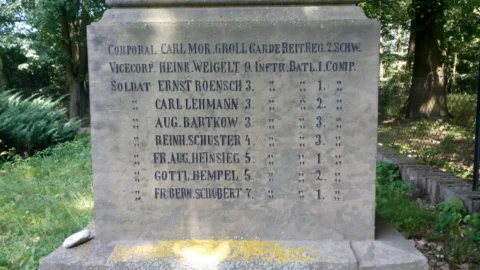 CORPORAL CARL MOR. GROLL GARDE REIT. REG. 2. SCHW.
VICECORP. HEINR. WEIGELT 9. INFTR. BATL. 1. COMP.
SOLDAT ERNST ROENSCH 3. „ „ 1. „
„ CARL LEHMANN 3. „ „ 2. „
„ AUG. BARTKOW 3. „ „ 3. „
„ REINH. SCHUSTER 4. „ „ 3. „
„ FR. AUG. HEINSIEG 5. „ „ 1. „
„ GOTTL. HEMPEL 5. „ „ 2. „
„ FR. BERN. SCHUBERT 7. „ „ 1. „